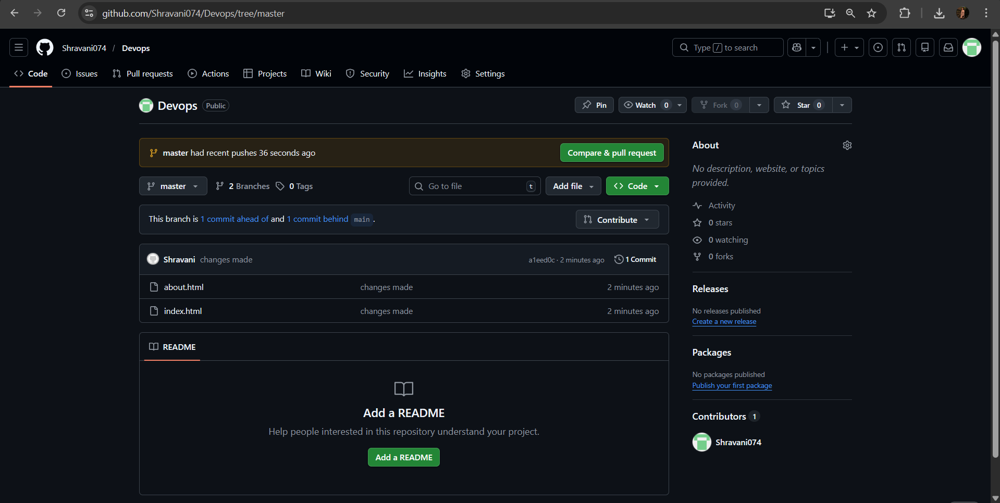 github.com/Shravani074/Devops/tree/master
Shravani074 / Devops
Type / to search
Code Issues Pull requests Actions Projects Wiki Security Insights Settings
Devops Public
Pin Watch 0 Fork 0 Star 0
master had recent pushes 36 seconds ago
Compare & pull request
master 2 Branches 0 Tags
Go to file t
Add file Code
This branch is 1 commit ahead of and 1 commit behind main .
Contribute
Shravani changes made a1eed0c · 2 minutes ago 1 Commit
about.html changes made 2 minutes ago
index.html changes made 2 minutes ago
README
Add a README
Help people interested in this repository understand your project.
Add a README
About
No description, website, or topics
provided.
Activity
0 stars
0 watching
0 forks
Releases
No releases published
Create a new release
Packages
No packages published
Publish your first package
Contributors 1
Shravani074